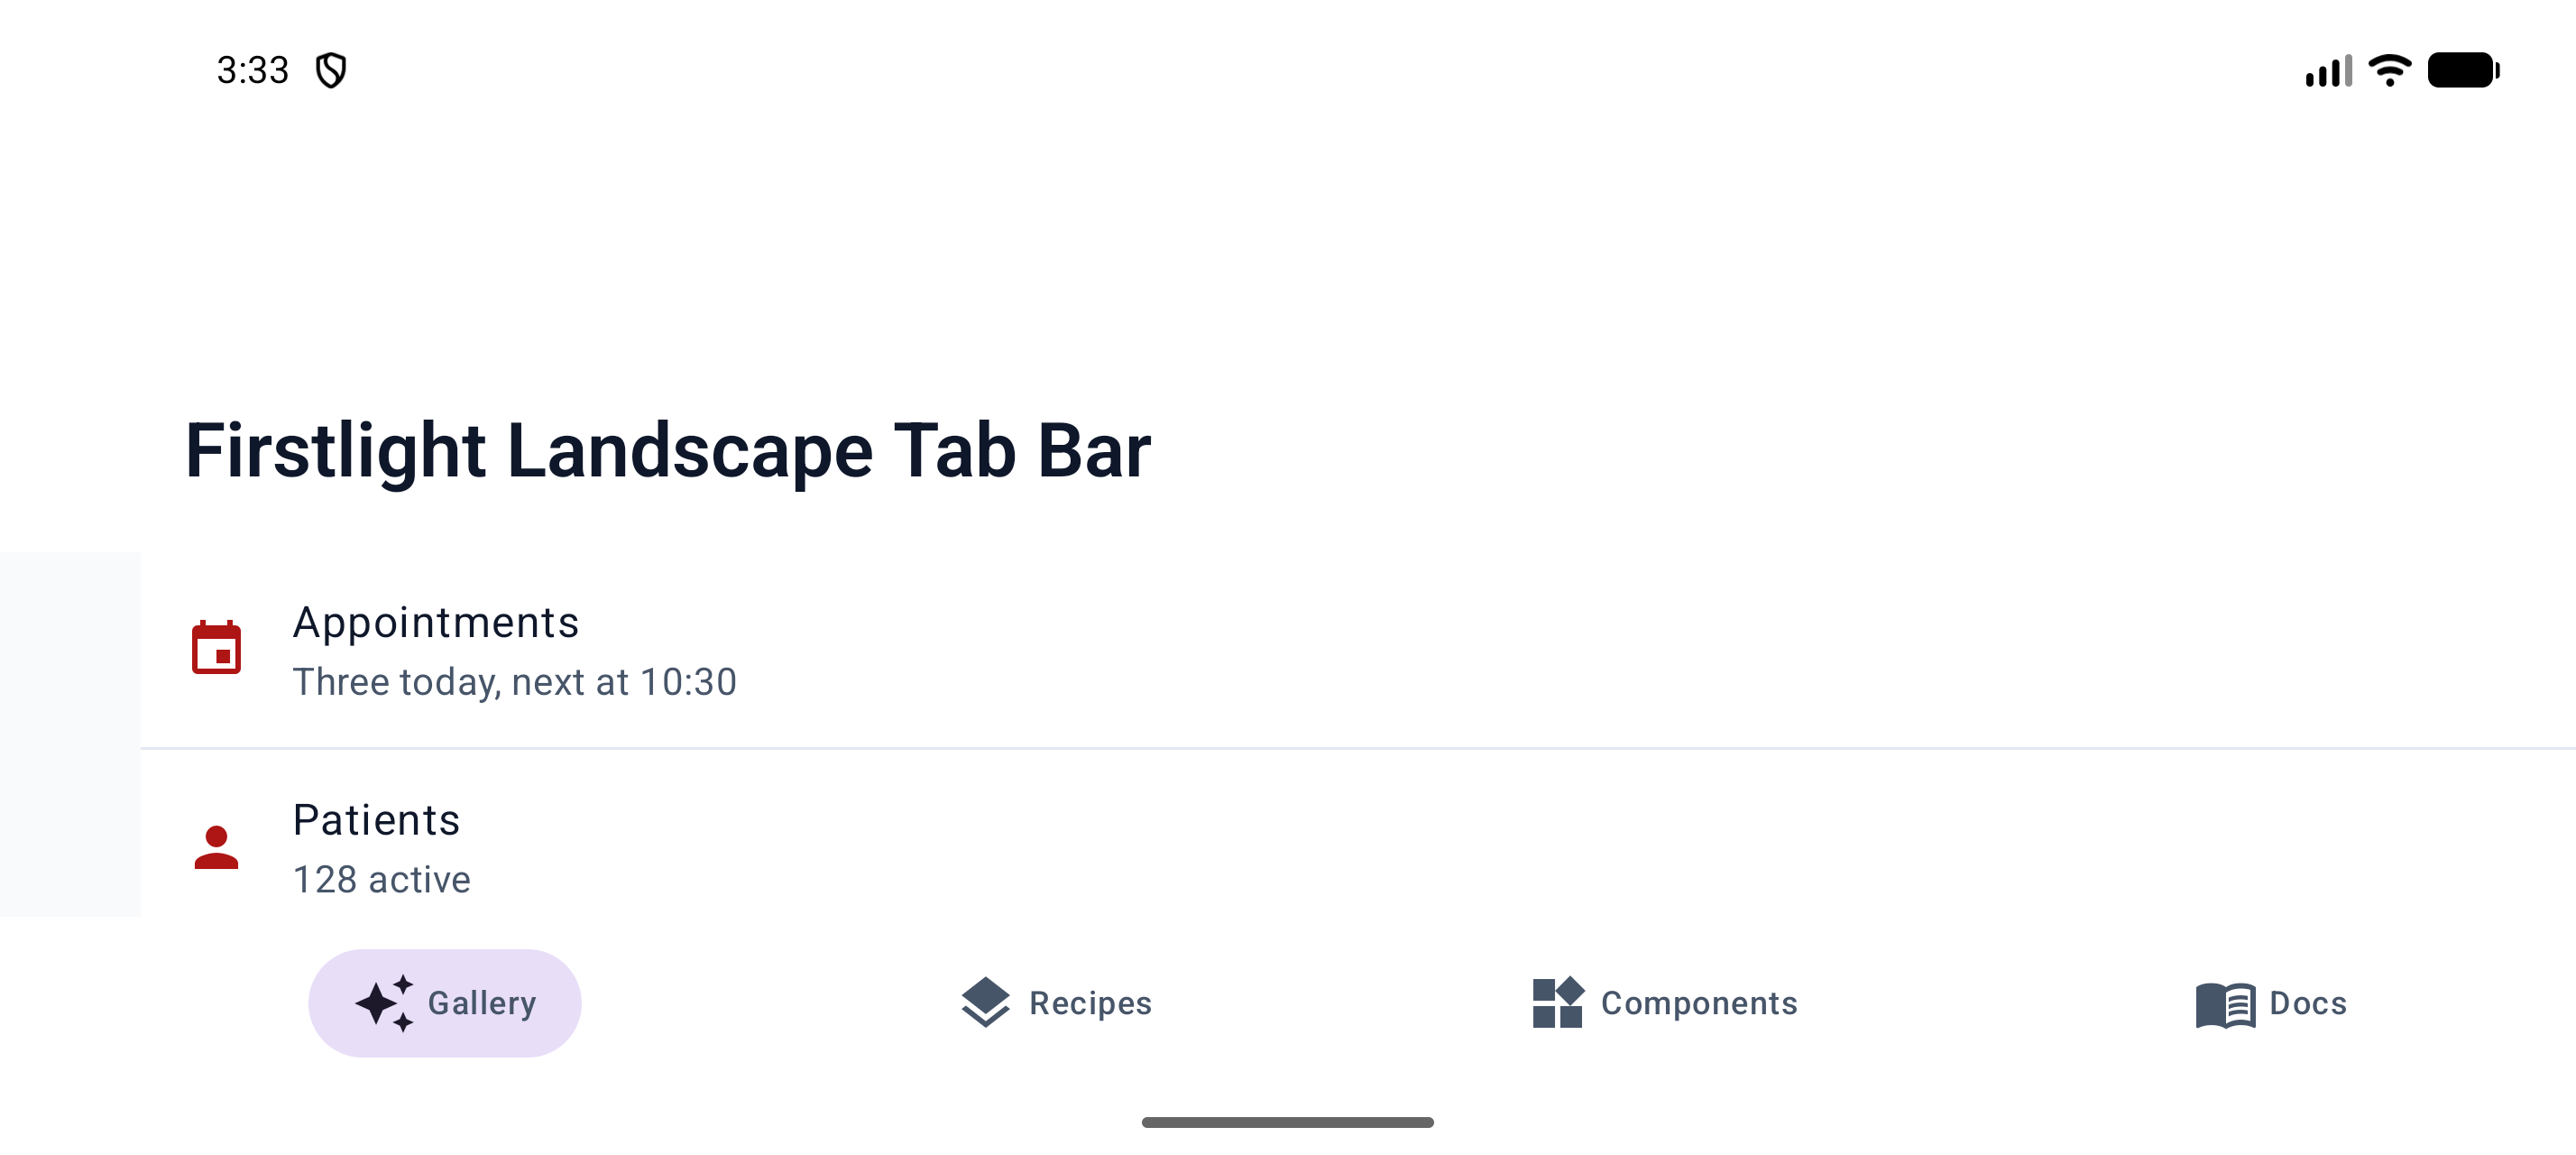 3:33
Firstlight Landscape Tab Bar
Appointments
Three today, next at 10:30
Patients
128 active
Gallery
Recipes
Components
Docs